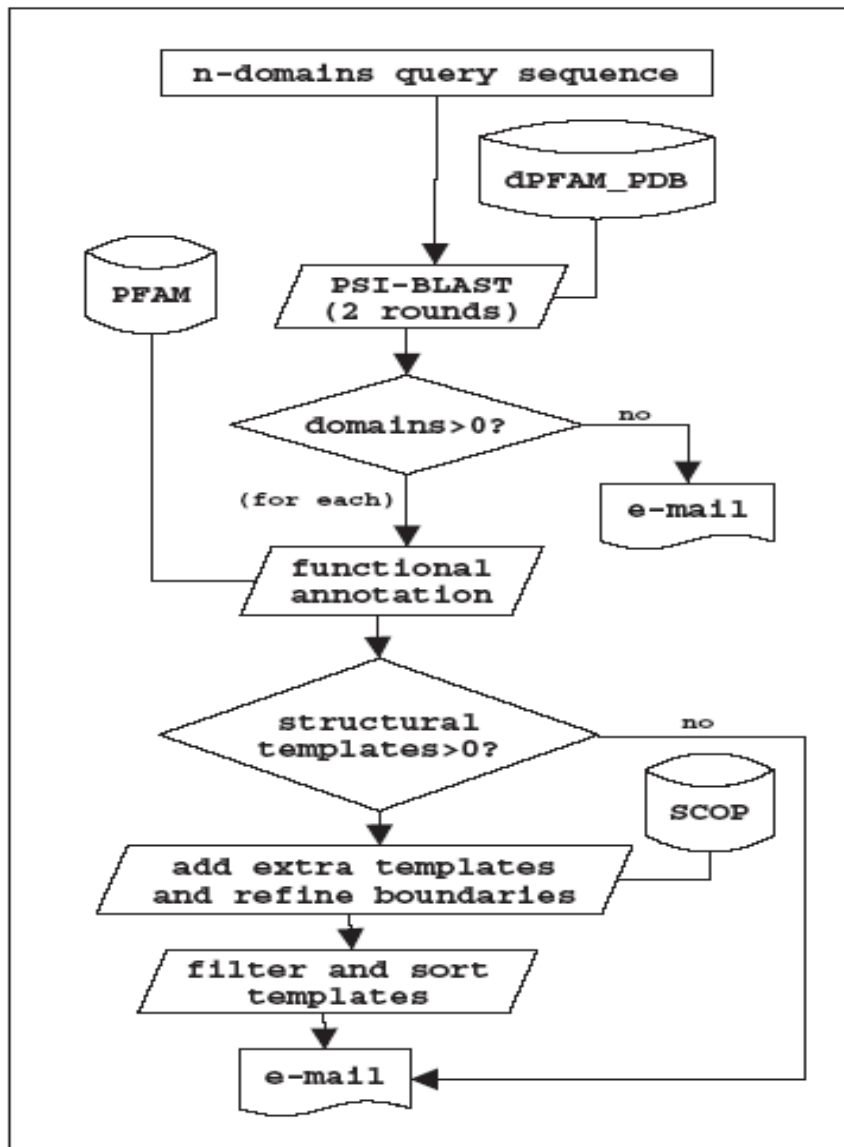 n-domains query sequence
dPFAM_PDB
PFAM
PSI-BLAST
(2 rounds)
domains>0?
no
(for each)
e-mail
functional
annotation
structural
templates>0?
no
SCOP
add extra templates
and refine boundaries
filter and sort
templates
e-mail